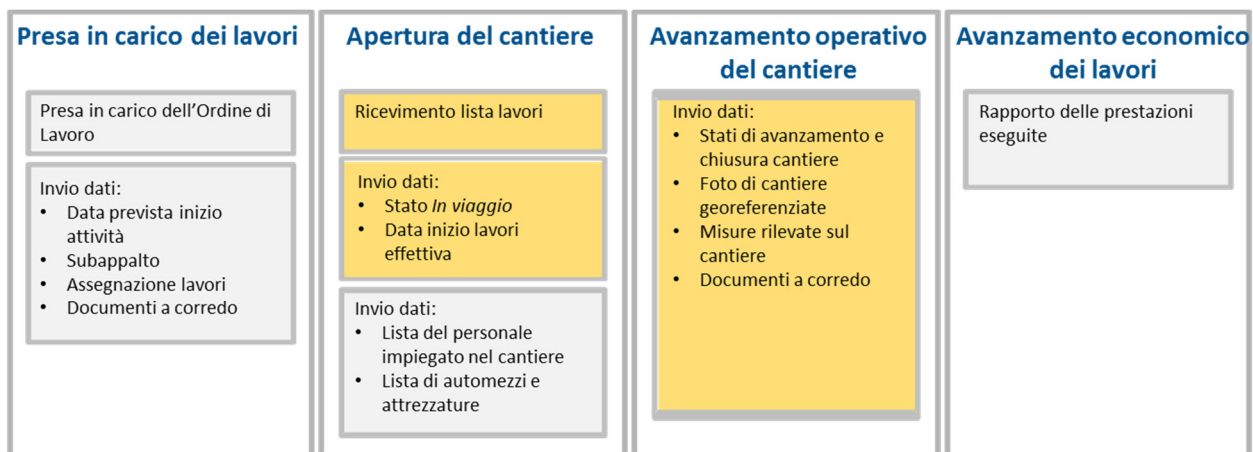 Presa in carico dei lavori
Presa in carico dell'Ordine di
Lavoro
Invio dati:
• Data prevista inizio
attività
• Subappalto
• Assegnazione lavori
• Documenti a corredo
Apertura del cantiere
Ricevimento lista lavori
Invio dati:
• Stato In viaggio
• Data inizio lavori
effettiva
Invio dati:
• Lista del personale
impiegato nel cantiere
• Lista di automezzi e
attrezzature
Avanzamento operativo
del cantiere
Invio dati:
• Stati di avanzamento e
chiusura cantiere
• Foto di cantiere
georeferenziate
• Misure rilevate sul
cantiere
• Documenti a corredo
Avanzamento economico
dei lavori
Rapporto delle prestazioni
eseguite